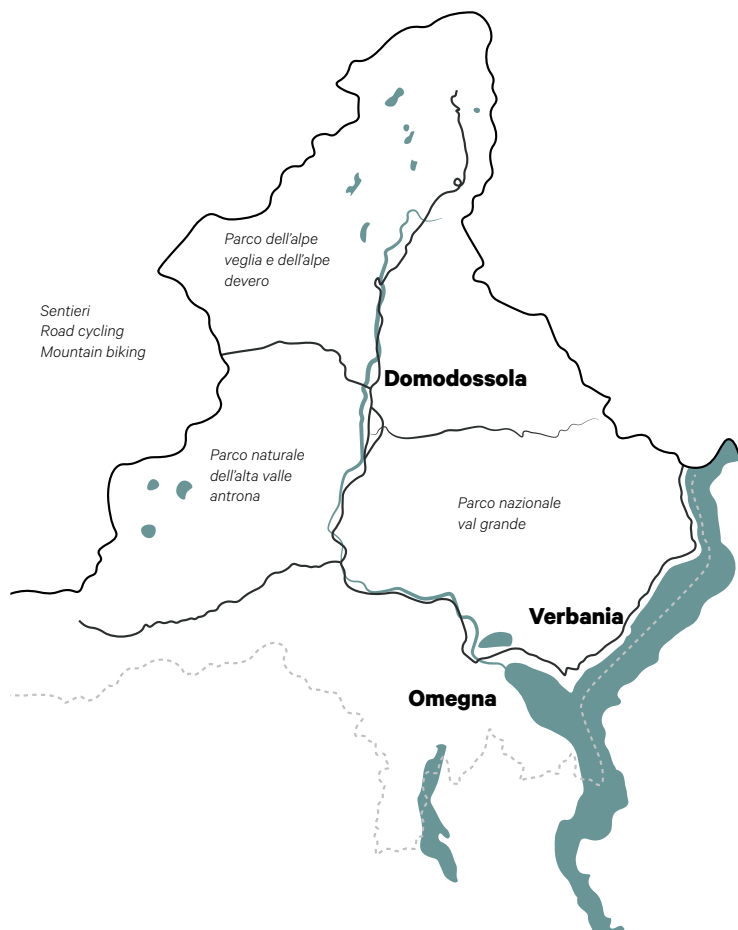 Parco dell'alpe
veglia e dell'alpe
devero
Sentieri
Road cycling
Mountain biking
Domodossola
Parco naturale
dell'alta valle
antrona
Parco nazionale
val grande
Verbania
Omegna